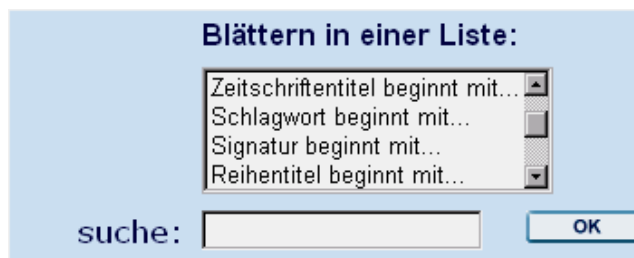 Blättern in einer Liste:
Zeitschriftentitel beginnt mit...
Schlagwort beginnt mit...
Signatur beginnt mit...
Reihentitel beginnt mit...
suche:
OK